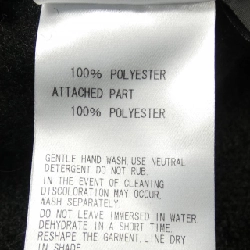 100% POLYESTER
ATTACHED PART
100% POLYESTER
GENTLE HAND WASH USE NEUTRAL
DETERGENT DO NOT RUB.
IN THE EVENT OF CLEANING
DISCOLORATION MAY OCCUR,
WASH SEPARATELY
DO NOT LEAVE IMMERSED IN WATER
DEHYDRATE IN A SHORT TIME,
RESHAPE THE GARMENT. LINE DRY
IN SHADE